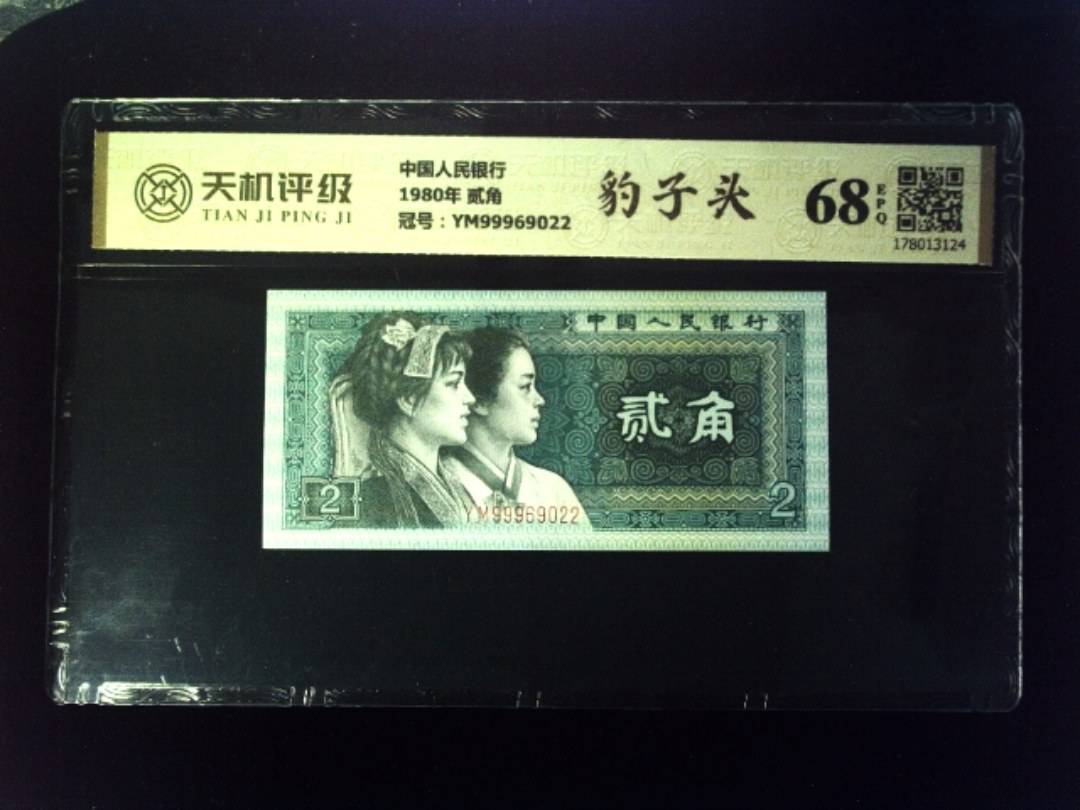 天机评级
TIAN JI PING JI
中国人民银行
1980年 贰角
冠号：YM99969022
豹子头
68
EPQ
178013124
中国人民银行
贰角
2
YM99969022
2